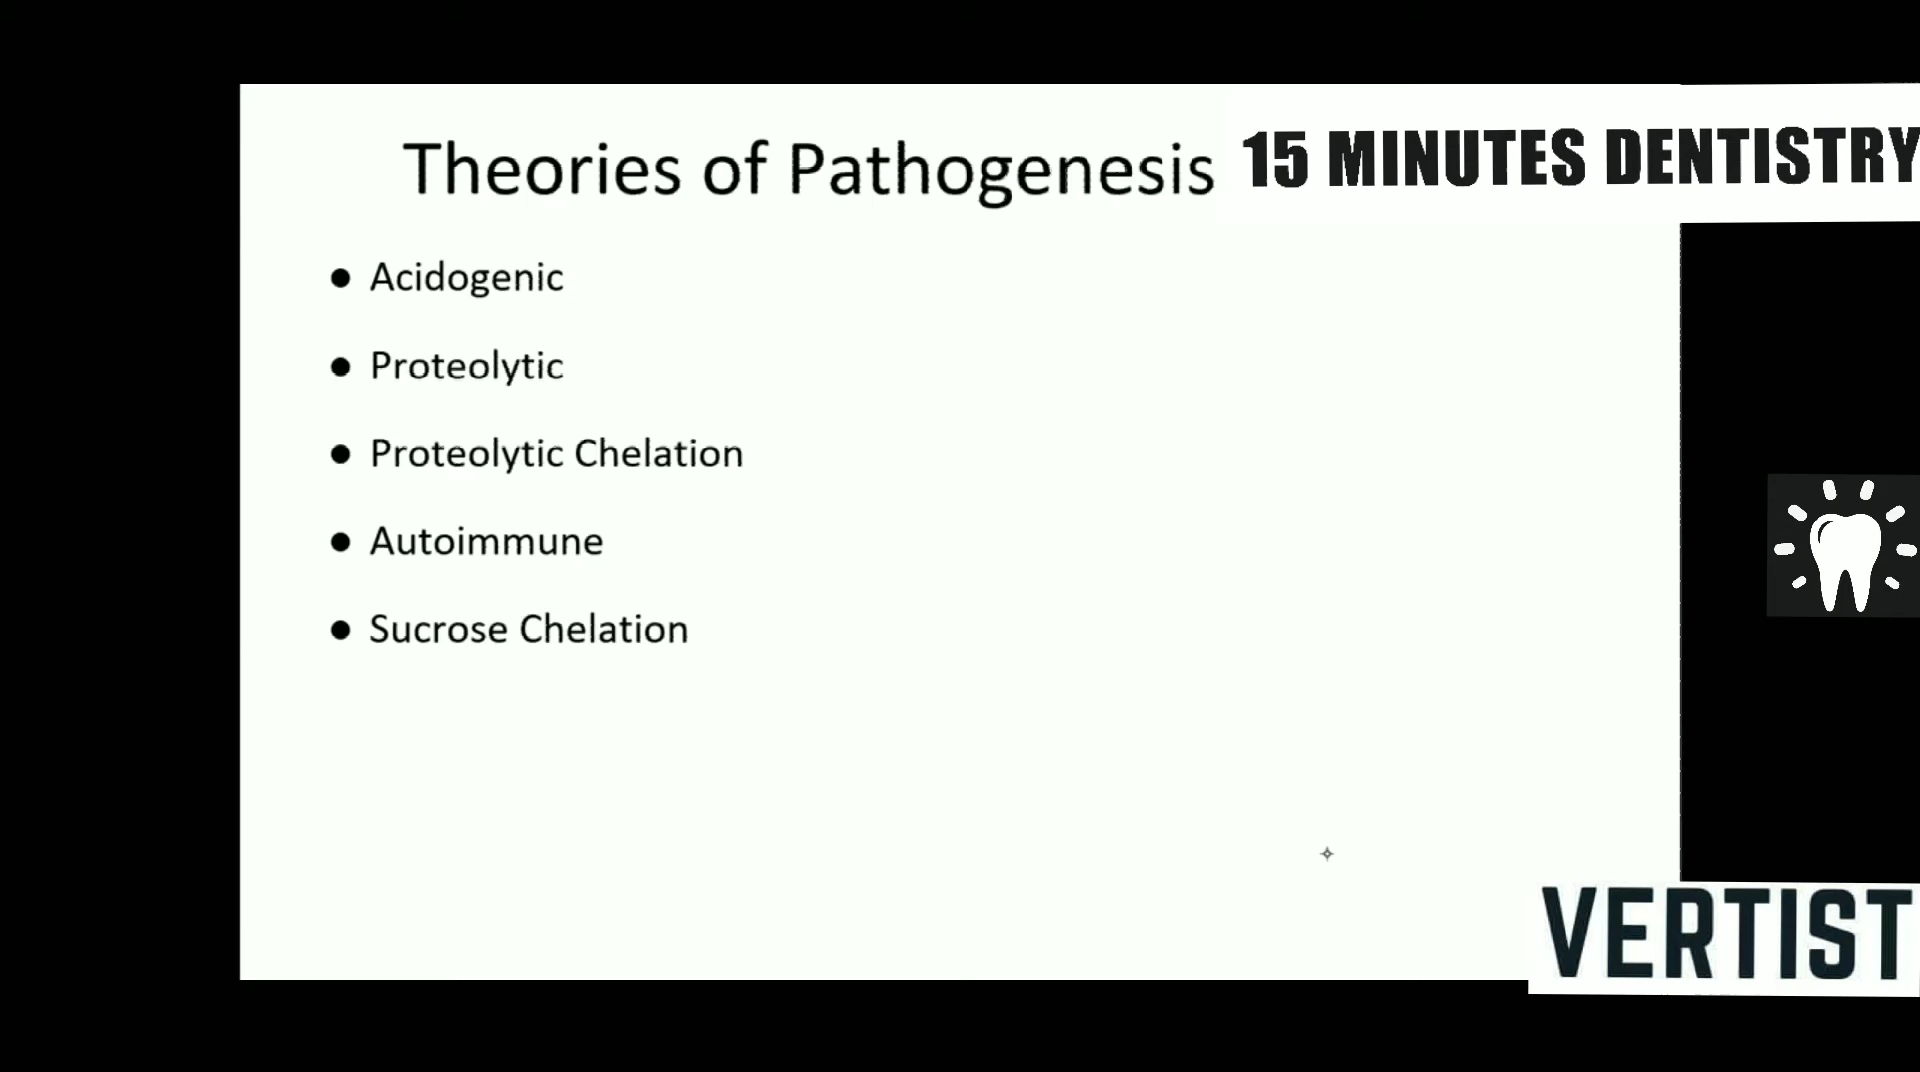 Theories of Pathogenesis
15 MINUTES DENTISTRY
● Acidogenic
● Proteolytic
● Proteolytic Chelation
● Autoimmune
● Sucrose Chelation
VERTIST